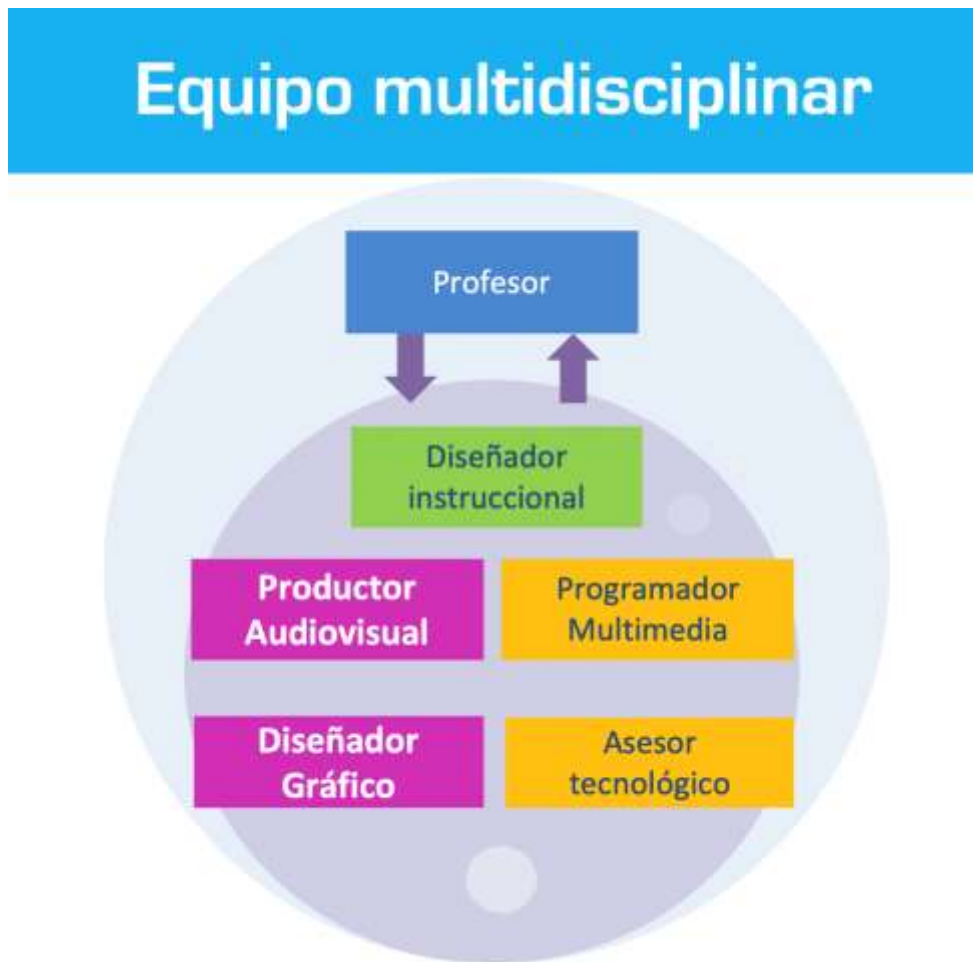 Equipo multidisciplinar
Profesor
Diseñador
instruccional
Productor
Audiovisual
Programador
Multimedia
Diseñador
Gráfico
Asesor
tecnológico